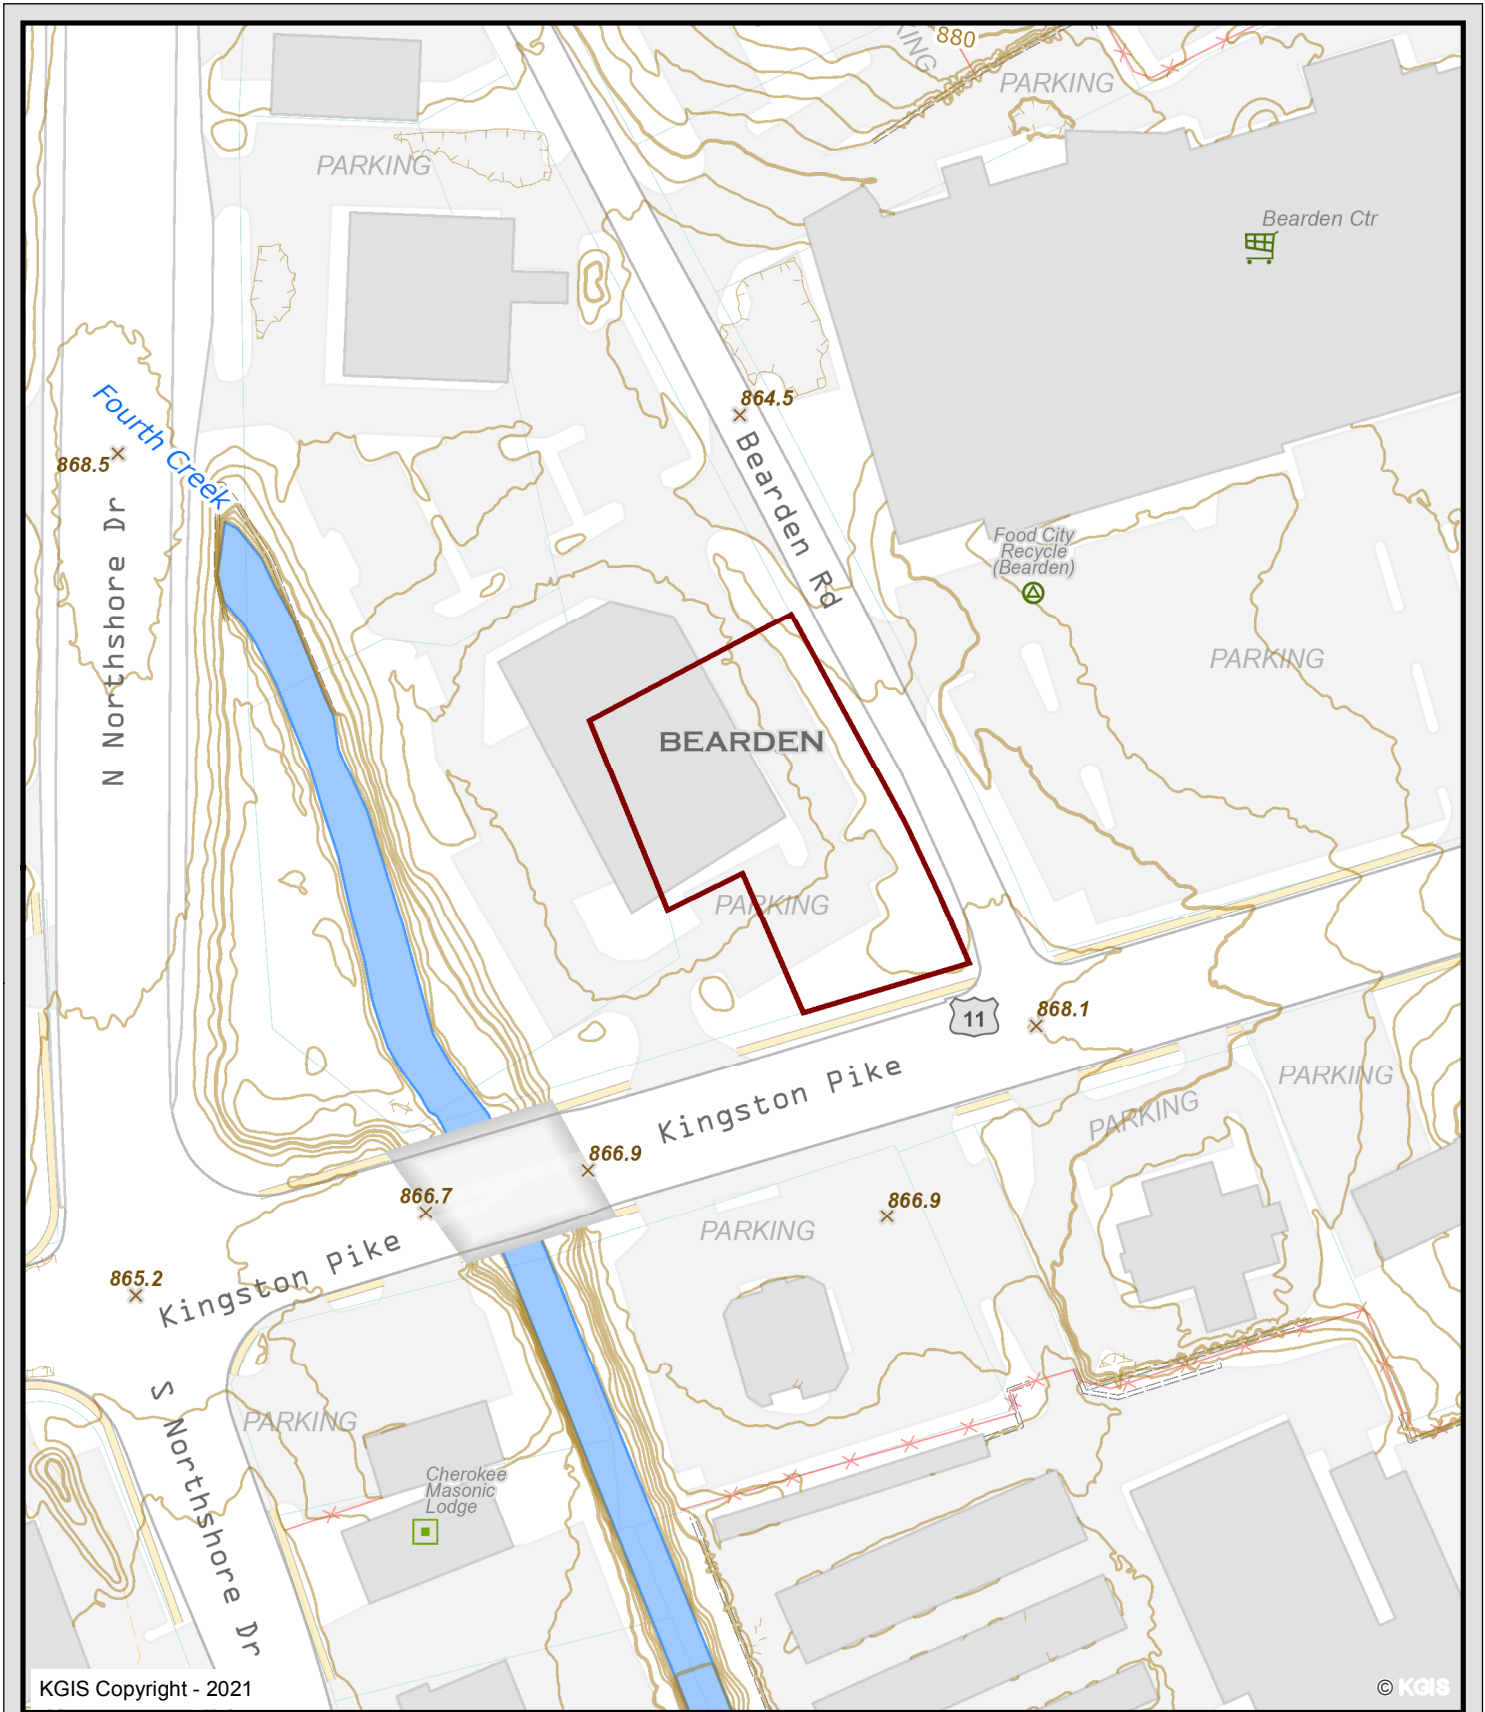 880
PARKING
PARKING
Bearden Ctr
864.5
Fourth Creek
868.5
Bearden Rd
N Northshore Dr
Food City
Recycle
(Bearden)
PARKING
BEARDEN
PARKING
11
868.1
Kingston Pike
PARKING
PARKING
866.9
866.7
866.9
PARKING
Kingston Pike
865.2
S Northshore Dr
PARKING
Cherokee
Masonic
Lodge
KGIS Copyright - 2021
© KGIS